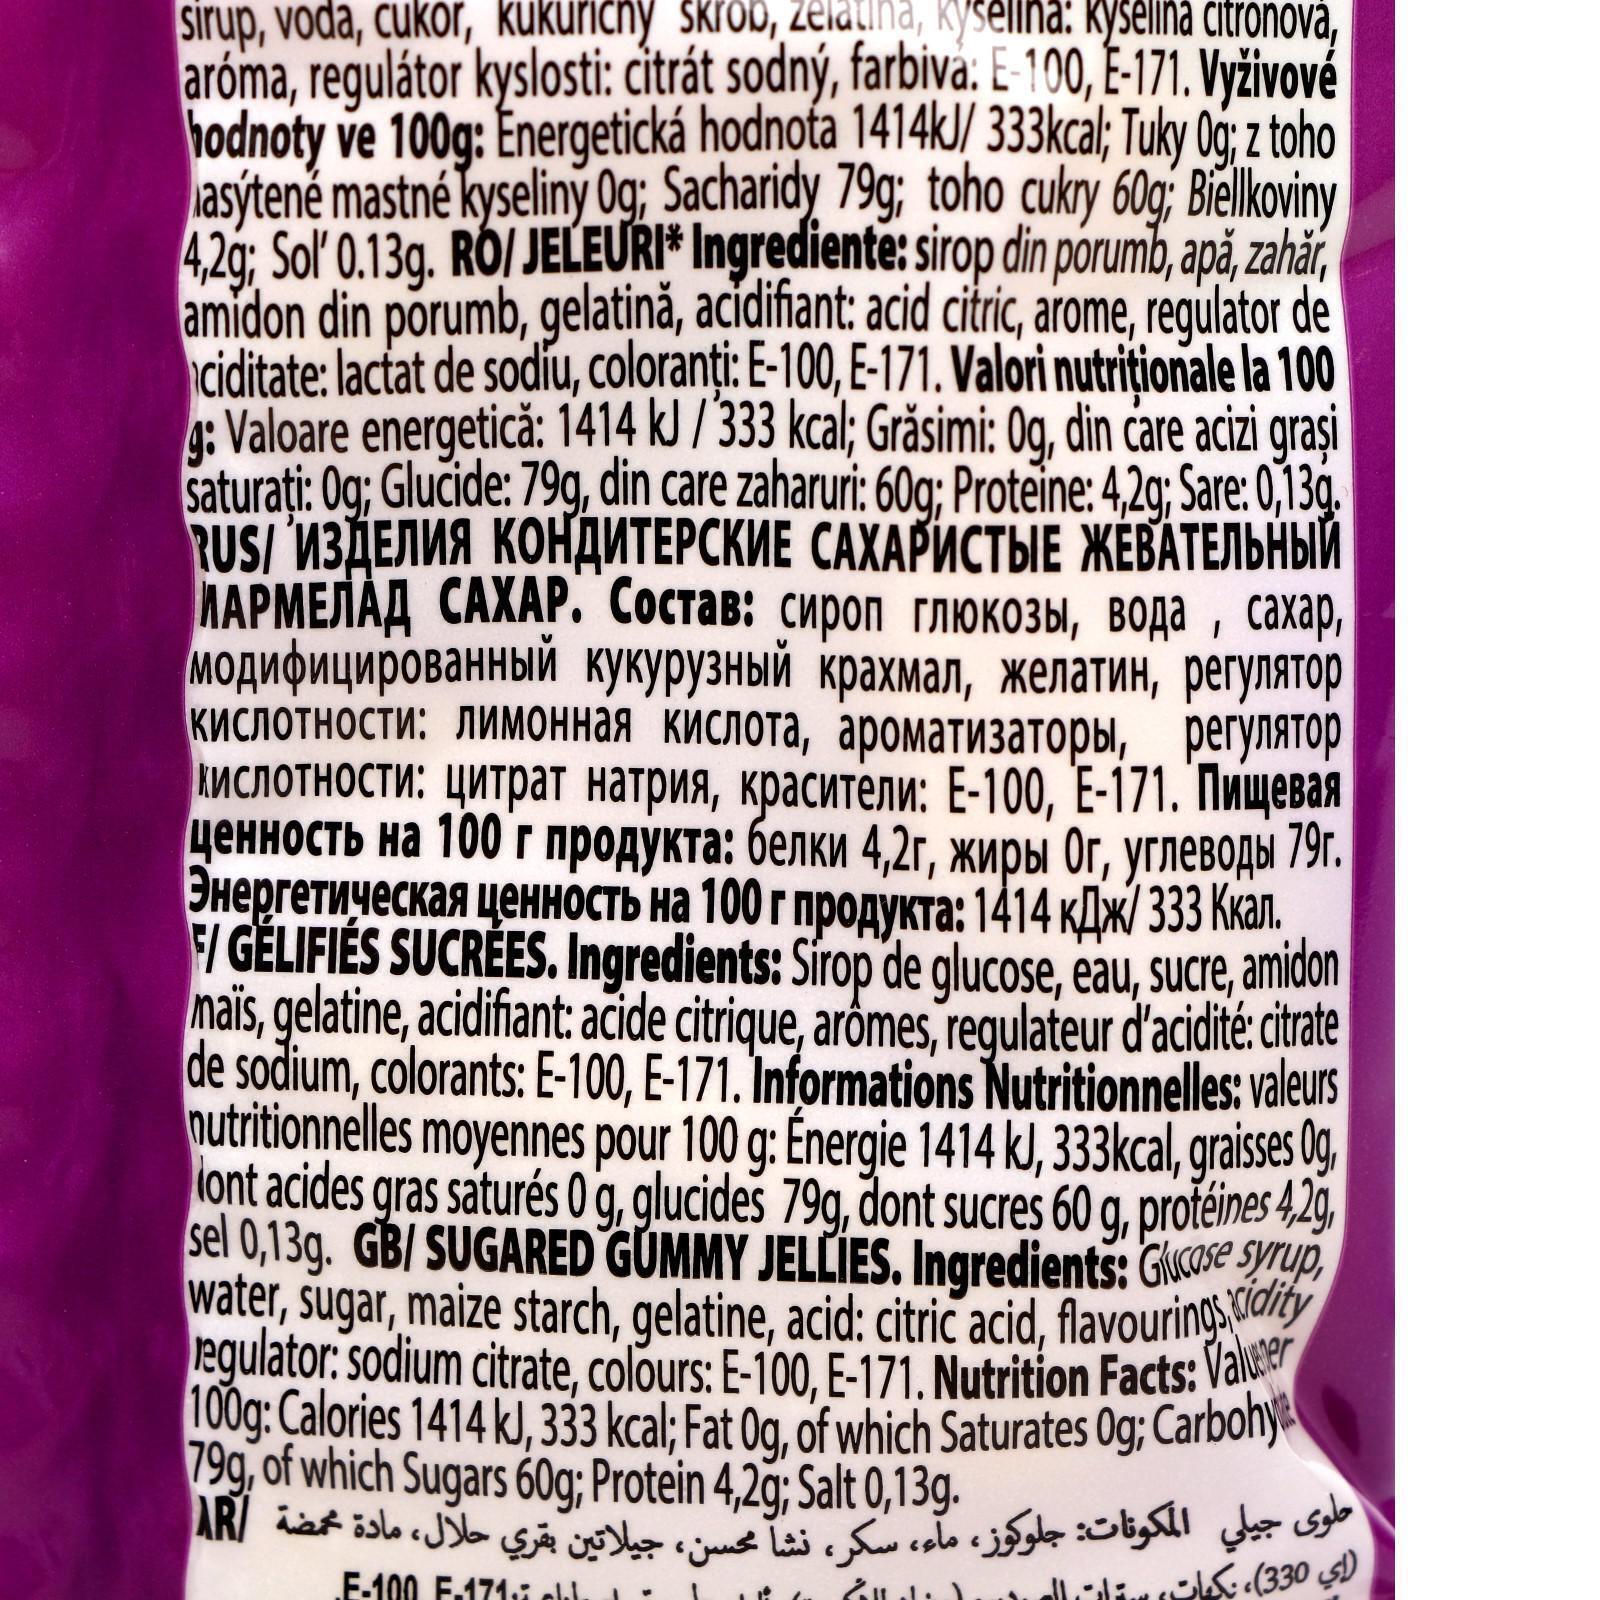 sirup, voda, cukor, kukuričný škrob, želatína, kyselina: kyselina citrónová,
aróma, regulátor kyslosti: citrát sodný, farbivá: E-100, E-171. Vyživové
hodnoty ve 100g: Energetická hodnota 1414kJ/ 333kcal; Tuky 0g; z toho
nasýtené mastné kyseliny 0g; Sacharidy 79g; toho cukry 60g; Biellkoviny
4,2g; Sol' 0.13g. RO/ JELEURI* Ingrediente: sirop din porumb, apă, zahăr,
amidon din porumb, gelatină, acidifiant: acid citric, arome, regulator de
aciditate: lactat de sodiu, coloranți: E-100, E-171. Valori nutriționale la 100
g: Valoare energetică: 1414 kJ / 333 kcal; Grăsimi: 0g, din care acizi grași
saturați: 0g; Glucide: 79g, din care zaharuri: 60g; Proteine: 4,2g; Sare: 0,13g.
RUS/ ИЗДЕЛИЯ КОНДИТЕРСКИЕ САХАРИСТЫЕ ЖЕВАТЕЛЬНЫЙ
МАРМЕЛАД САХАР. Состав: сироп глюкозы, вода , сахар,
модифицированный кукурузный крахмал, желатин, регулятор
кислотности: лимонная кислота, ароматизаторы, регулятор
кислотности: цитрат натрия, красители: E-100, E-171. Пищевая
ценность на 100 г продукта: белки 4,2г, жиры 0г, углеводы 79г.
Энергетическая ценность на 100 г продукта: 1414 кДж/ 333 Ккал.
F/ GÉLIFIÉS SUCRÉES. Ingredients: Sirop de glucose, eau, sucre, amidon
maïs, gelatine, acidifiant: acide citrique, arômes, regulateur d'acidité: citrate
de sodium, colorants: E-100, E-171. Informations Nutritionnelles: valeurs
nutritionnelles moyennes pour 100 g: Énergie 1414 kJ, 333kcal, graisses 0g,
dont acides gras saturés 0 g, glucides 79g, dont sucres 60 g, protéines 4,2g,
sel 0,13g. GB/ SUGARED GUMMY JELLIES. Ingredients: Glucose syrup,
water, sugar, maize starch, gelatine, acid: citric acid, flavourings, acidity
regulator: sodium citrate, colours: E-100, E-171. Nutrition Facts: Value per
100g: Calories 1414 kJ, 333 kcal; Fat 0g, of which Saturates 0g; Carbohydrate
79g, of which Sugars 60g; Protein 4,2g; Salt 0,13g.
AR/ حلوى جيلي المكونات: جلوكوز، ماء، سكر، نشا محسن، جيلاتين بقري حلال، مادة محمضة
(اي 330)، نكهات، سترات E-100 E-171